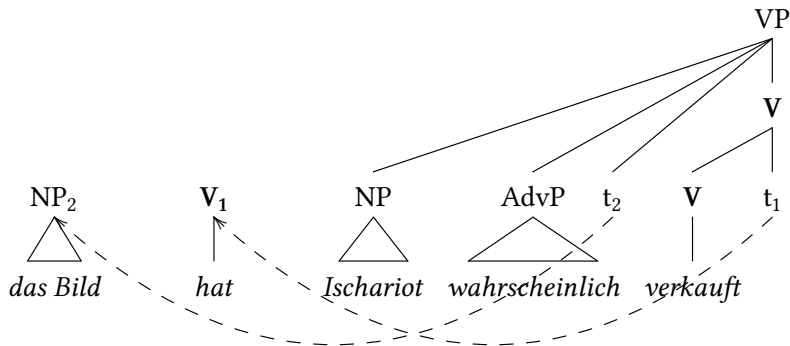 VP
V
NP₂ V₁ NP AdvP t₂ V t₁
das Bild hat Ischariot wahrscheinlich verkauft